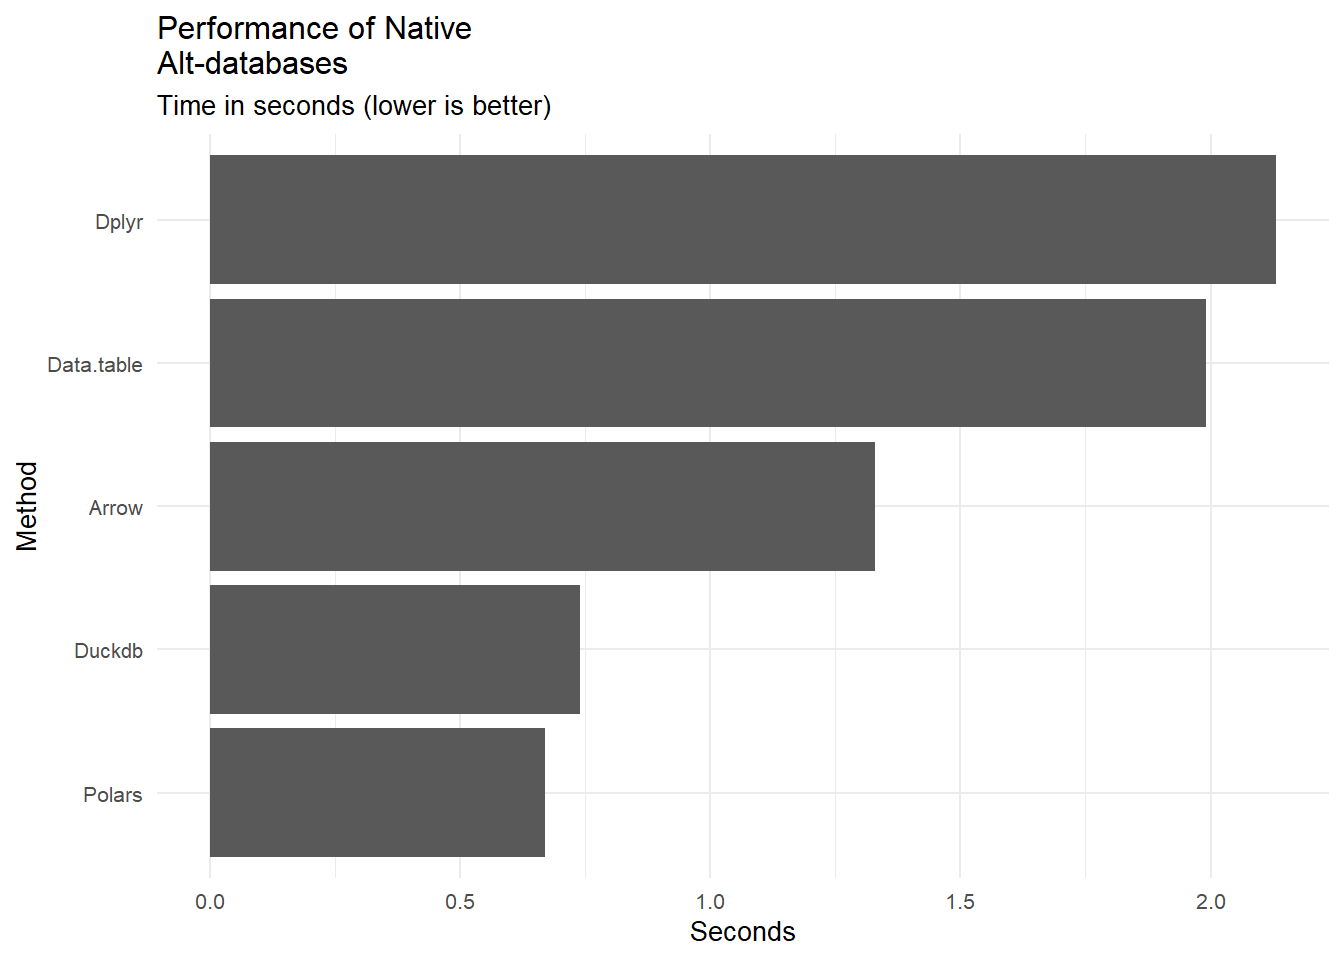 Performance of Native
Alt-databases
Time in seconds (lower is better)
Dplyr
Data.table
Arrow
Duckdb
Polars
Method
0.0 0.5 1.0 1.5 2.0
Seconds